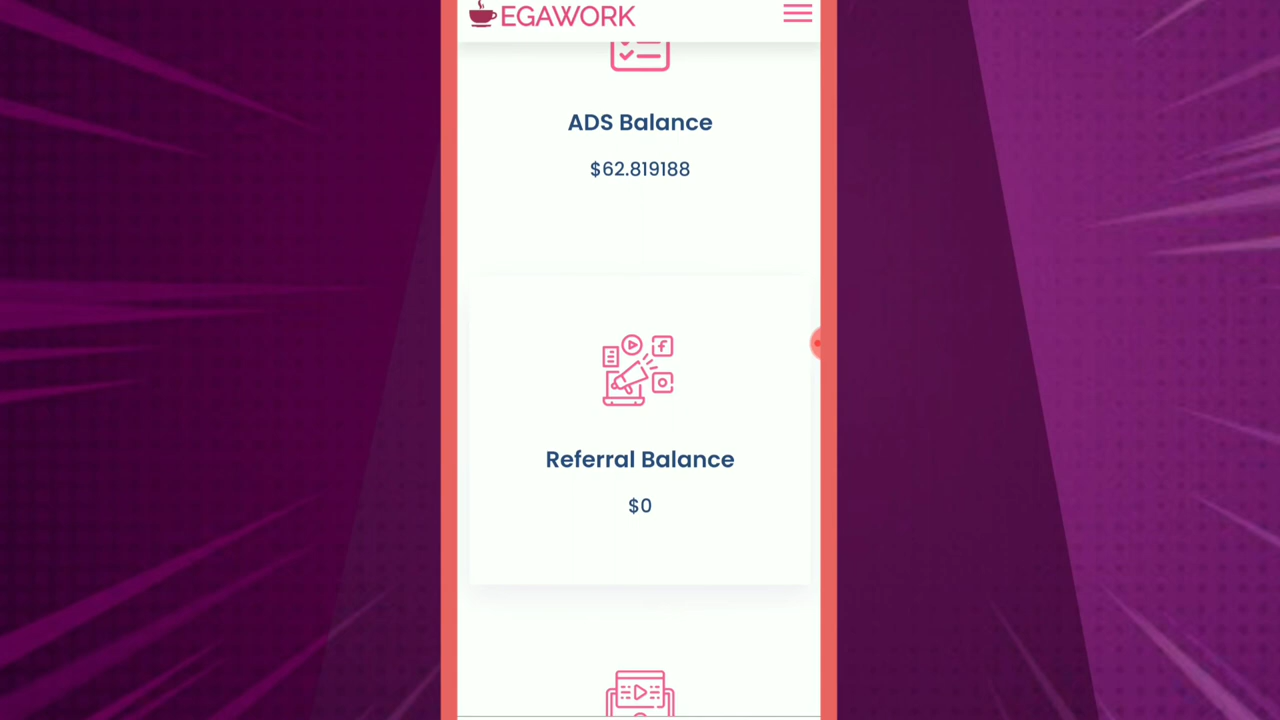 EGAWORK
ADS Balance
$62.819188
Referral Balance
$0